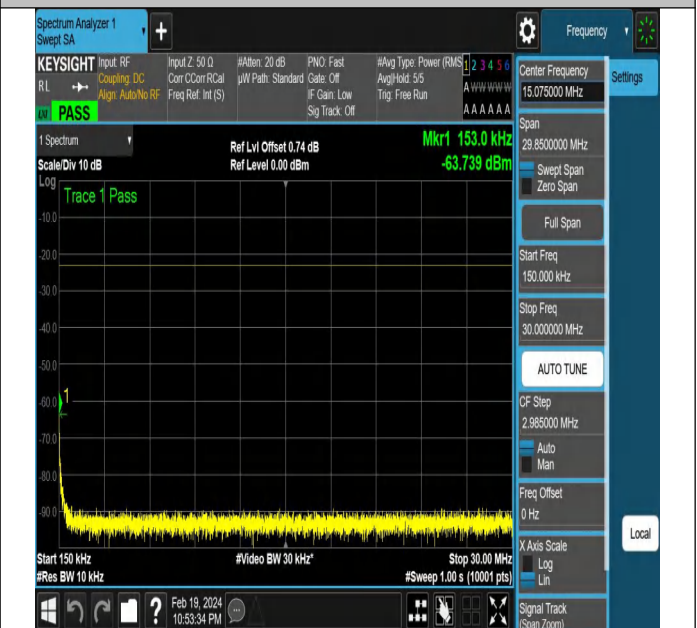 Spectrum Analyzer 1
Swept SA
+
Frequency
KEYSIGHT Input: RF Input Z: 50 Ω #Atten: 20 dB PNO: Fast #Avg Type: Power (RMS 1 2 3 4 5 6
RL Coupling: DC Corr CCorr RCal µW Path: Standard Gate: Off Avg|Hold: 5/5 A W W W W W
Align: Auto/No RF Freq Ref: Int (S) IF Gain: Low Trig: Free Run
Sig Track: Off A A A A A A
PASS
1 Spectrum
Ref Lvl Offset 0.74 dB
Mkr1 153.0 kHz
Scale/Div 10 dB
Ref Level 0.00 dBm
-63.739 dBm
Log
Trace 1 Pass
-10.0
-20.0
-30.0
-40.0
-50.0
-60.0
1
-70.0
-80.0
-90.0
Start 150 kHz #Video BW 30 kHz* Stop 30.00 MHz
#Res BW 10 kHz #Sweep 1.00 s (10001 pts)
Feb 19, 2024
10:53:34 PM
?
Center Frequency
15.075000 MHz
Settings
Span
29.8500000 MHz
Swept Span
Zero Span
Full Span
Start Freq
150.000 kHz
Stop Freq
30.000000 MHz
AUTO TUNE
CF Step
2.985000 MHz
Auto
Man
Freq Offset
0 Hz
Local
X Axis Scale
Log
Lin
Signal Track
(Span Zoom)